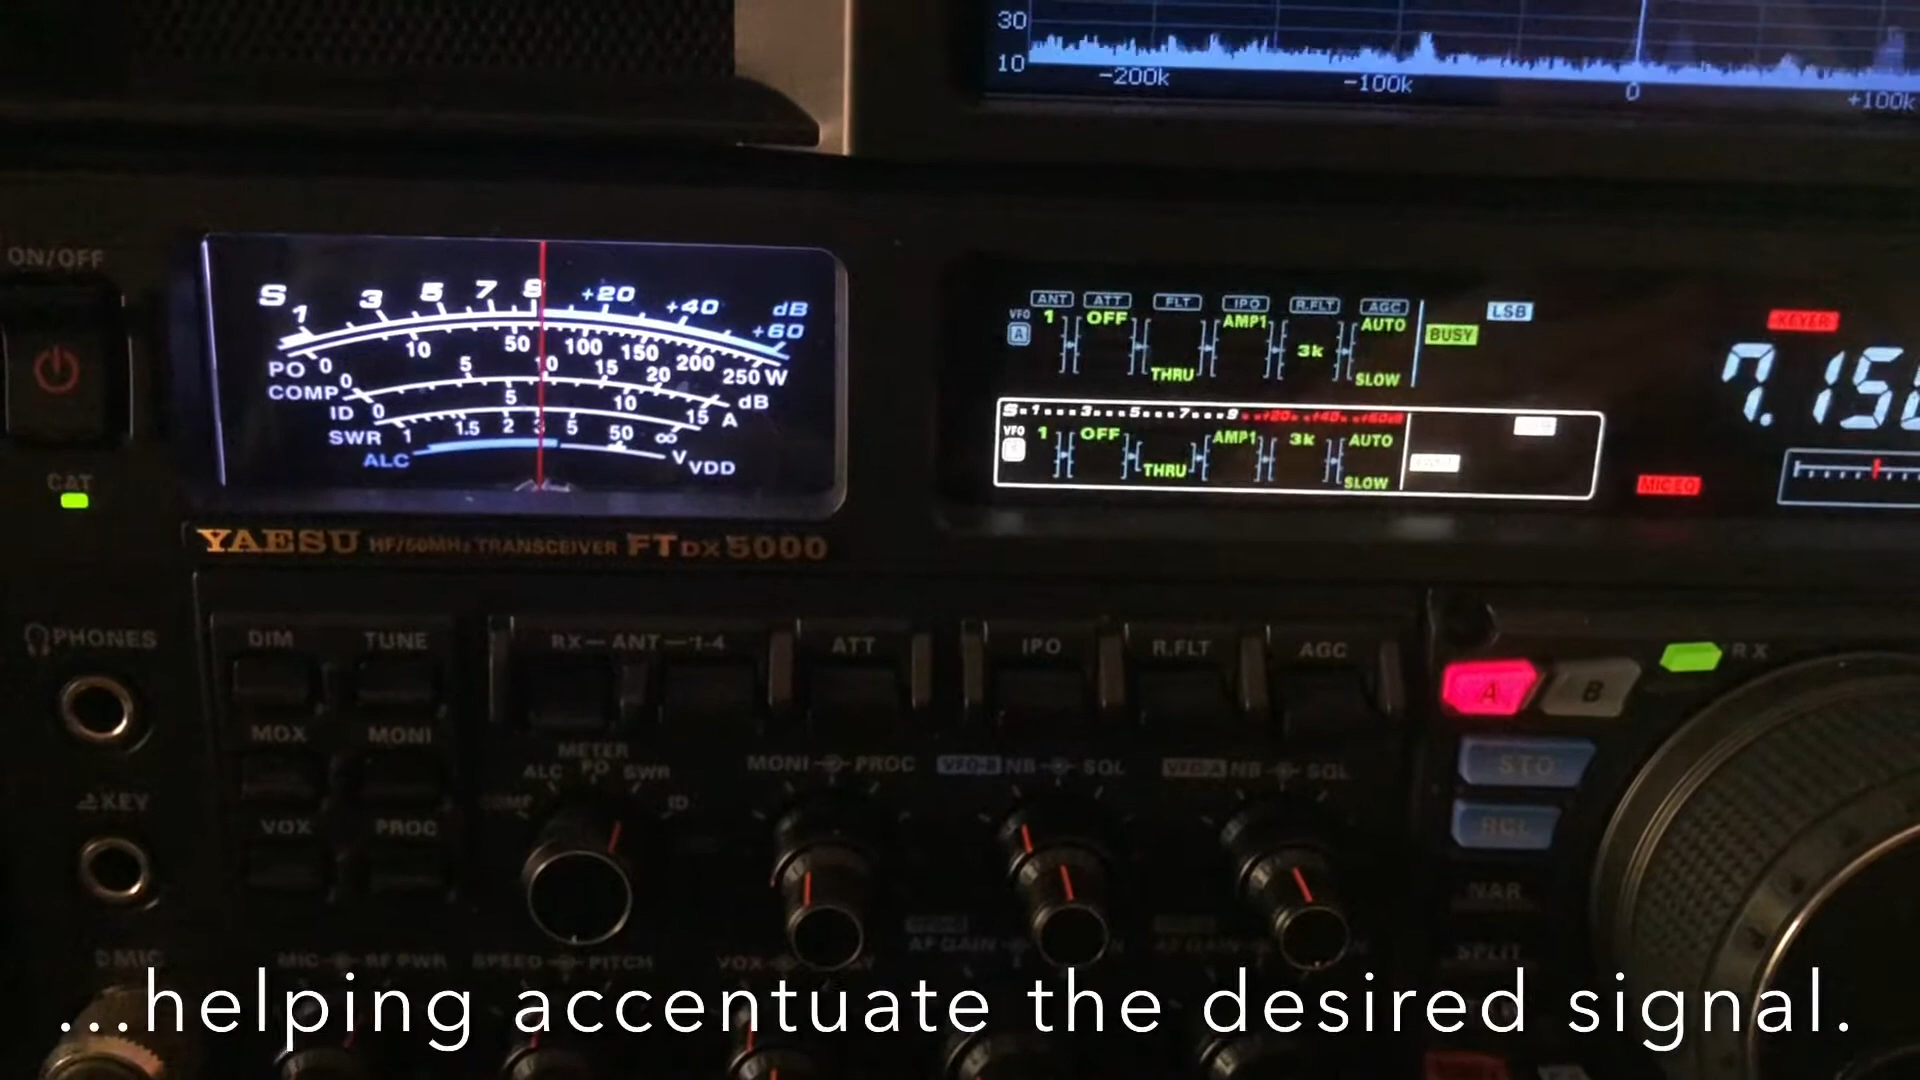 30
10
-200k -100k 0 +100k
ON/OFF
S 1 3 5 7 9 +20 +40 +60 dB
PO 0 10 50 100 150 200 250 W
COMP 0 5 10 15 20 dB
ID 0 5 10 15 A
SWR 1 1.5 2 3 5 50 ∞
ALC V VDD
CAT
ANT ATT FLT IPO R.FLT AGC
VFO A 1 OFF THRU AMP1 3k AUTO SLOW
BUSY LSB
KEYER
7.15
S 1 3 5 7 9 +20 +40 +60dB
VFO 1 OFF THRU AMP1 3k AUTO SLOW
MIC EQ
YAESU HF/50MHz TRANSCEIVER FTDX5000
PHONES
DIM TUNE
RX-ANT-1-4
ATT
IPO
R.FLT
AGC
A B RX
MOX MONI
METER
ALC PO SWR
COMP ID
MONI PROC
VFO-B NB SQL
VFO-A NB SQL
STO
KEY
VOX PROC
RCL
NAR
AF GAIN
AF GAIN
SPLIT
MIC
MIC RF PWR
SPEED PITCH
VOX
...helping accentuate the desired signal.